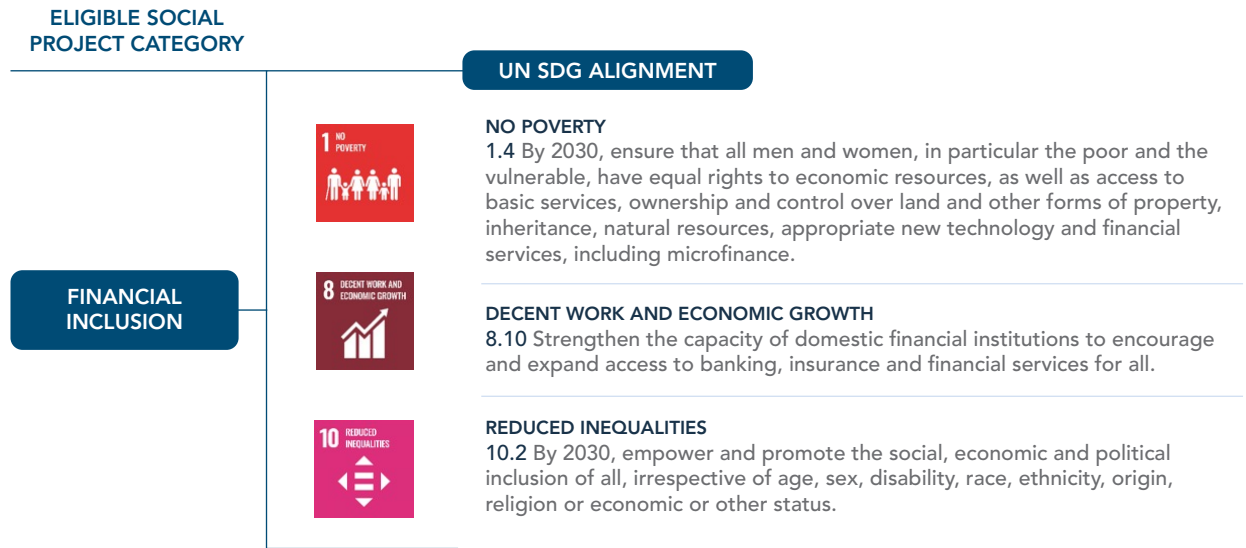 ELIGIBLE SOCIAL
PROJECT CATEGORY
UN SDG ALIGNMENT
FINANCIAL
INCLUSION
1 NO
POVERTY
NO POVERTY
1.4 By 2030, ensure that all men and women, in particular the poor and the
vulnerable, have equal rights to economic resources, as well as access to
basic services, ownership and control over land and other forms of property,
inheritance, natural resources, appropriate new technology and financial
services, including microfinance.
8 DECENT WORK AND
ECONOMIC GROWTH
DECENT WORK AND ECONOMIC GROWTH
8.10 Strengthen the capacity of domestic financial institutions to encourage
and expand access to banking, insurance and financial services for all.
10 REDUCED
INEQUALITIES
REDUCED INEQUALITIES
10.2 By 2030, empower and promote the social, economic and political
inclusion of all, irrespective of age, sex, disability, race, ethnicity, origin,
religion or economic or other status.